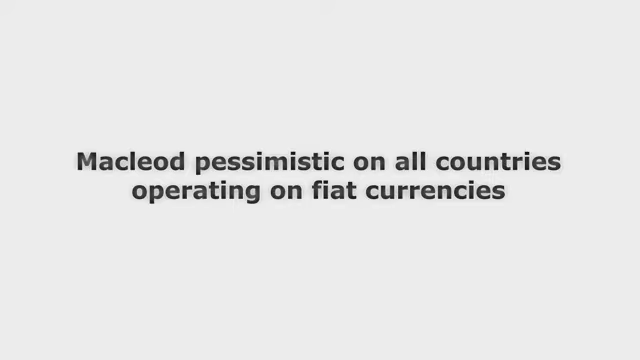 Macleod pessimistic on all countries
operating on fiat currencies